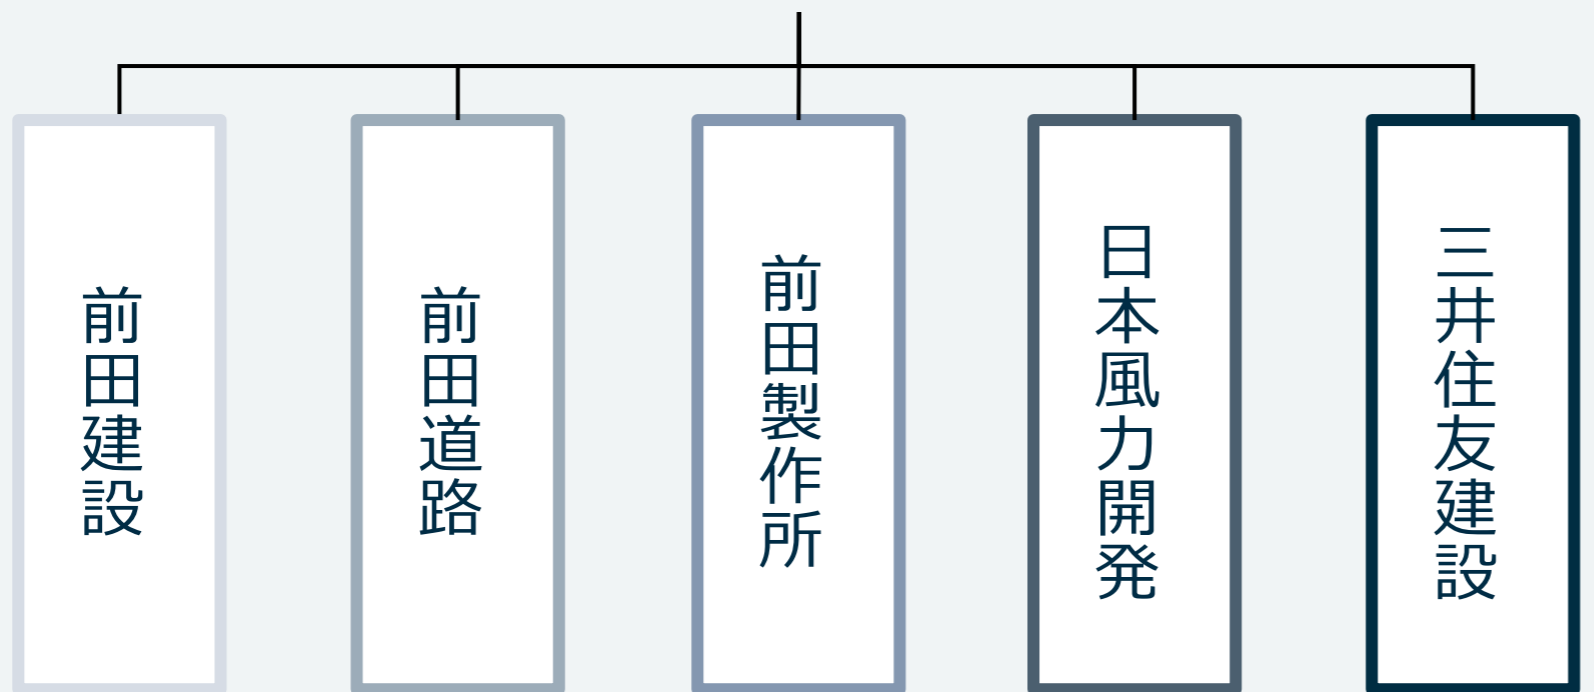 前田建設
前田道路
前田製作所
日本風力開発
三井住友建設